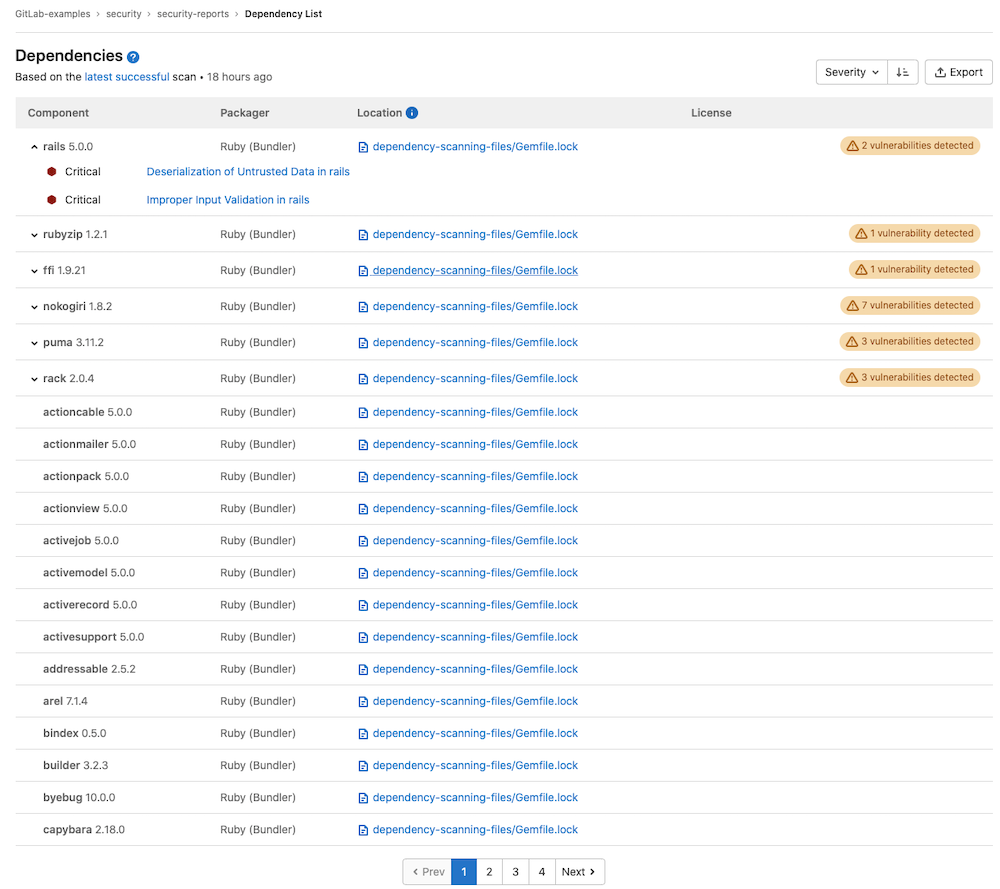 GitLab-examples › security › security-reports › Dependency List
Dependencies ?
Based on the latest successful scan • 18 hours ago
Severity
Export
Component Packager Location i License
rails 5.0.0 Ruby (Bundler) dependency-scanning-files/Gemfile.lock 2 vulnerabilities detected
Critical Deserialization of Untrusted Data in rails
Critical Improper Input Validation in rails
rubyzip 1.2.1 Ruby (Bundler) dependency-scanning-files/Gemfile.lock 1 vulnerability detected
ffi 1.9.21 Ruby (Bundler) dependency-scanning-files/Gemfile.lock 1 vulnerability detected
nokogiri 1.8.2 Ruby (Bundler) dependency-scanning-files/Gemfile.lock 7 vulnerabilities detected
puma 3.11.2 Ruby (Bundler) dependency-scanning-files/Gemfile.lock 3 vulnerabilities detected
rack 2.0.4 Ruby (Bundler) dependency-scanning-files/Gemfile.lock 3 vulnerabilities detected
actioncable 5.0.0 Ruby (Bundler) dependency-scanning-files/Gemfile.lock
actionmailer 5.0.0 Ruby (Bundler) dependency-scanning-files/Gemfile.lock
actionpack 5.0.0 Ruby (Bundler) dependency-scanning-files/Gemfile.lock
actionview 5.0.0 Ruby (Bundler) dependency-scanning-files/Gemfile.lock
activejob 5.0.0 Ruby (Bundler) dependency-scanning-files/Gemfile.lock
activemodel 5.0.0 Ruby (Bundler) dependency-scanning-files/Gemfile.lock
activerecord 5.0.0 Ruby (Bundler) dependency-scanning-files/Gemfile.lock
activesupport 5.0.0 Ruby (Bundler) dependency-scanning-files/Gemfile.lock
addressable 2.5.2 Ruby (Bundler) dependency-scanning-files/Gemfile.lock
arel 7.1.4 Ruby (Bundler) dependency-scanning-files/Gemfile.lock
bindex 0.5.0 Ruby (Bundler) dependency-scanning-files/Gemfile.lock
builder 3.2.3 Ruby (Bundler) dependency-scanning-files/Gemfile.lock
byebug 10.0.0 Ruby (Bundler) dependency-scanning-files/Gemfile.lock
capybara 2.18.0 Ruby (Bundler) dependency-scanning-files/Gemfile.lock
‹ Prev 1 2 3 4 Next ›